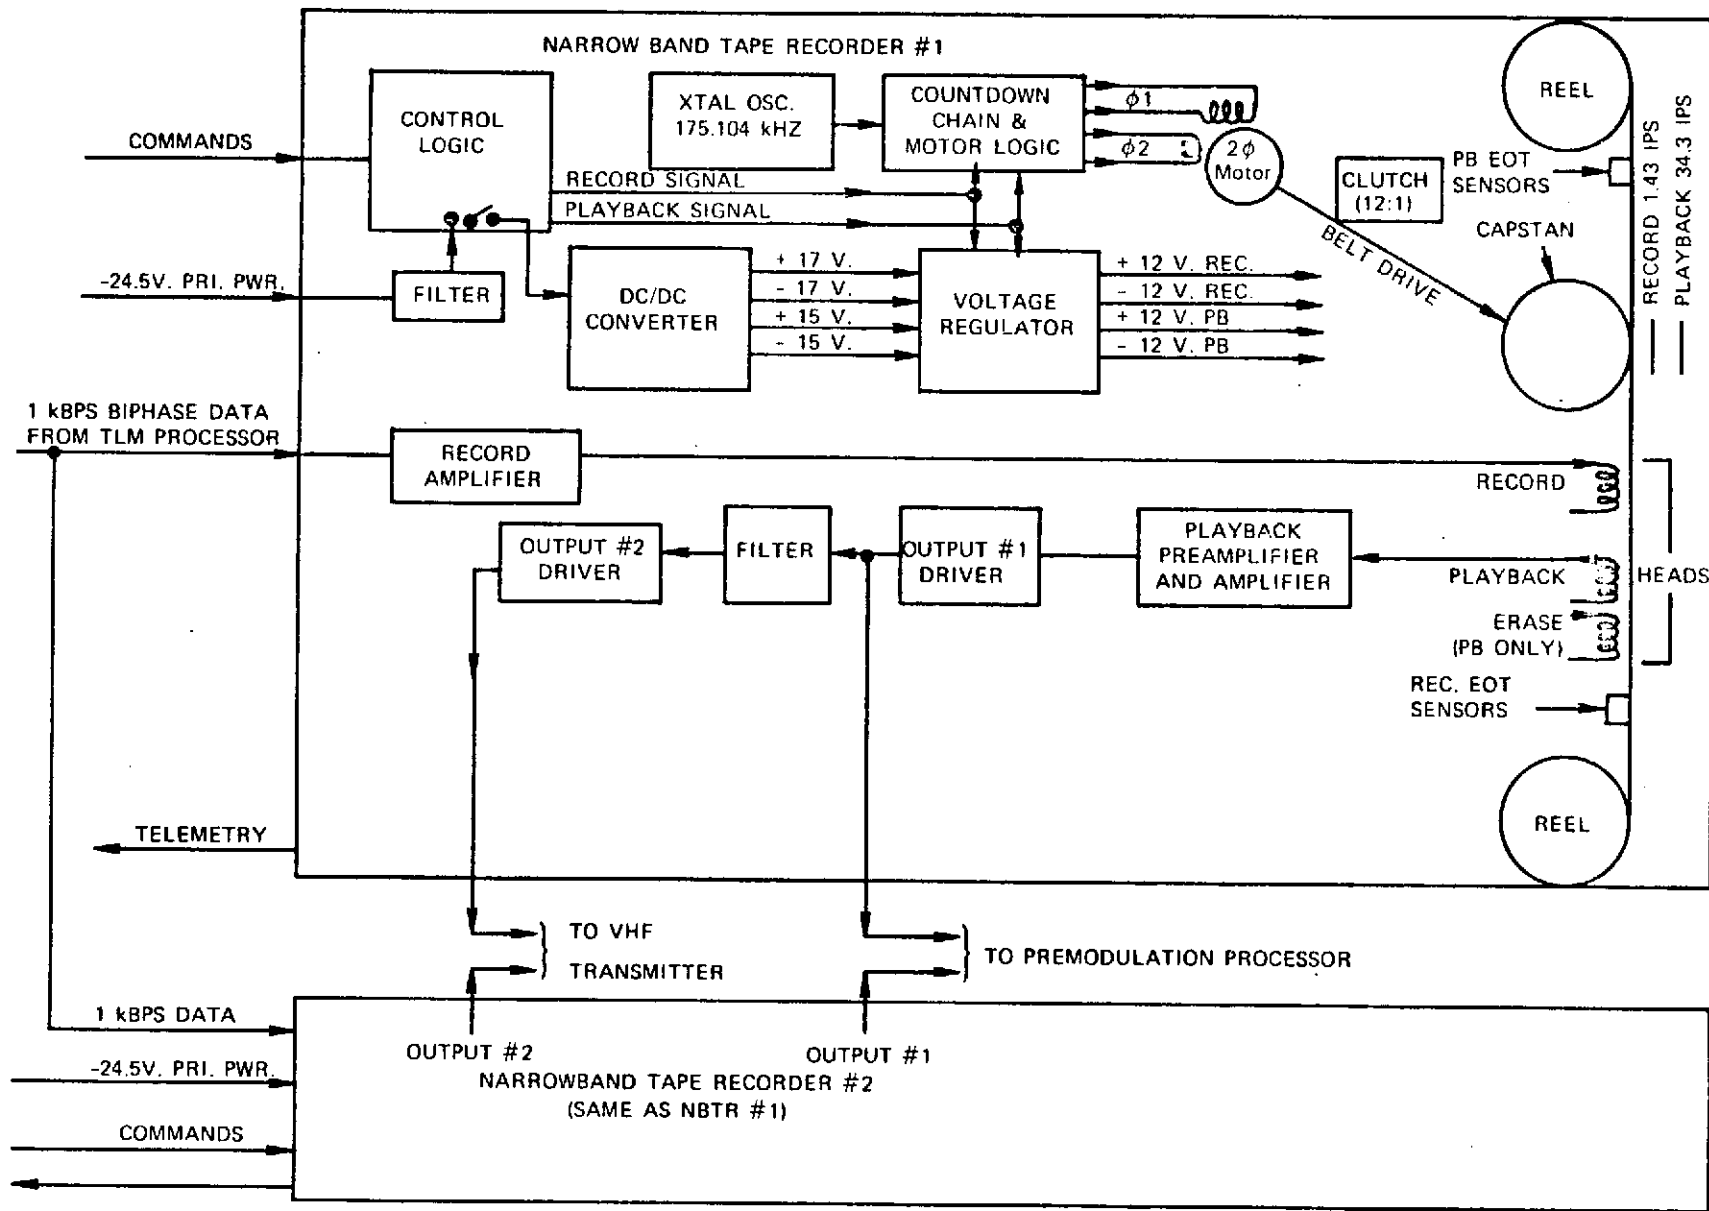 NARROW BAND TAPE RECORDER #1
COMMANDS
CONTROL
LOGIC
XTAL OSC.
175.104 kHZ
COUNTDOWN
CHAIN &
MOTOR LOGIC
ϕ1
ϕ2
2ϕ
Motor
CLUTCH
(12:1)
BELT DRIVE
REEL
PB EOT
SENSORS
CAPSTAN
RECORD 1.43 IPS
PLAYBACK 34.3 IPS
RECORD SIGNAL
PLAYBACK SIGNAL
-24.5V. PRI. PWR.
FILTER
DC/DC
CONVERTER
+ 17 V.
- 17 V.
+ 15 V.
- 15 V.
VOLTAGE
REGULATOR
+ 12 V. REC.
- 12 V. REC.
+ 12 V. PB
- 12 V. PB
1 kBPS BIPHASE DATA
FROM TLM PROCESSOR
RECORD
AMPLIFIER
RECORD
OUTPUT #2
DRIVER
FILTER
OUTPUT #1
DRIVER
PLAYBACK
PREAMPLIFIER
AND AMPLIFIER
PLAYBACK
HEADS
ERASE
(PB ONLY)
REC. EOT
SENSORS
REEL
TELEMETRY
TO VHF
TRANSMITTER
TO PREMODULATION PROCESSOR
1 kBPS DATA
-24.5V. PRI. PWR.
COMMANDS
OUTPUT #2
OUTPUT #1
NARROWBAND TAPE RECORDER #2
(SAME AS NBTR #1)